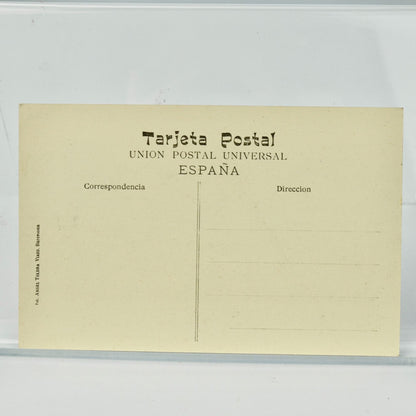 Tarjeta Postal
UNION POSTAL UNIVERSAL
ESPAÑA
Correspondencia
Direccion